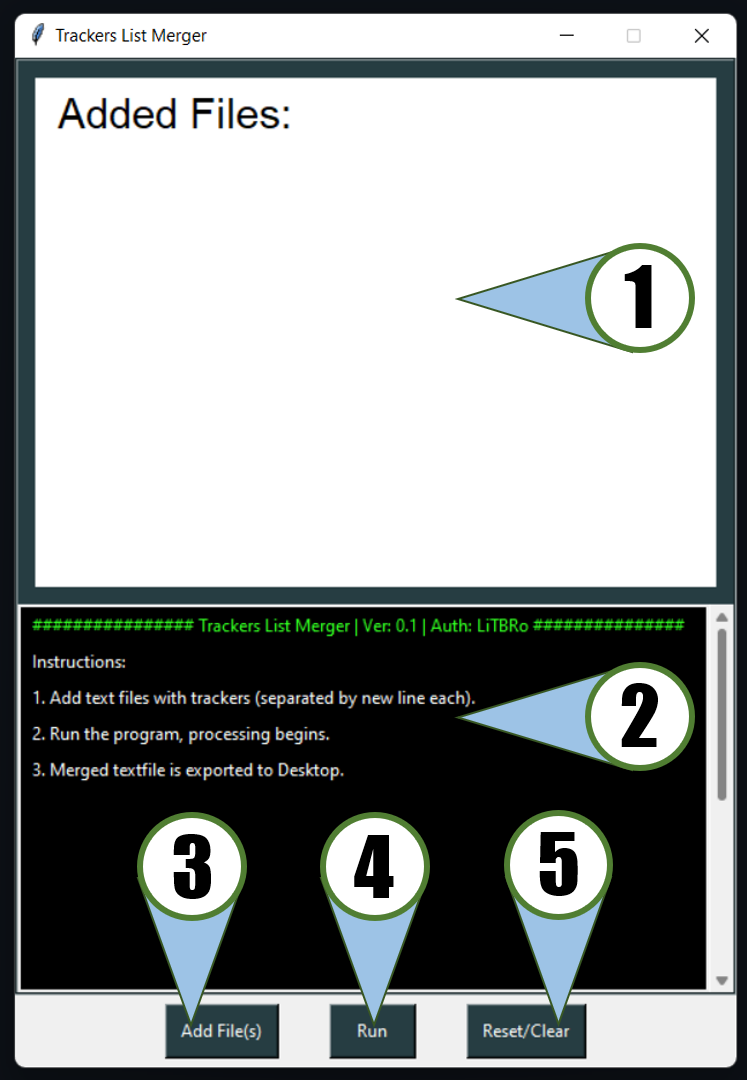 Trackers List Merger
Added Files:
1
################ Trackers List Merger | Ver: 0.1 | Auth: LiTBRo ###############
Instructions:
1. Add text files with trackers (separated by new line each).
2
2. Run the program, processing begins.
3. Merged textfile is exported to Desktop.
3 4 5
Add File(s) Run Reset/Clear